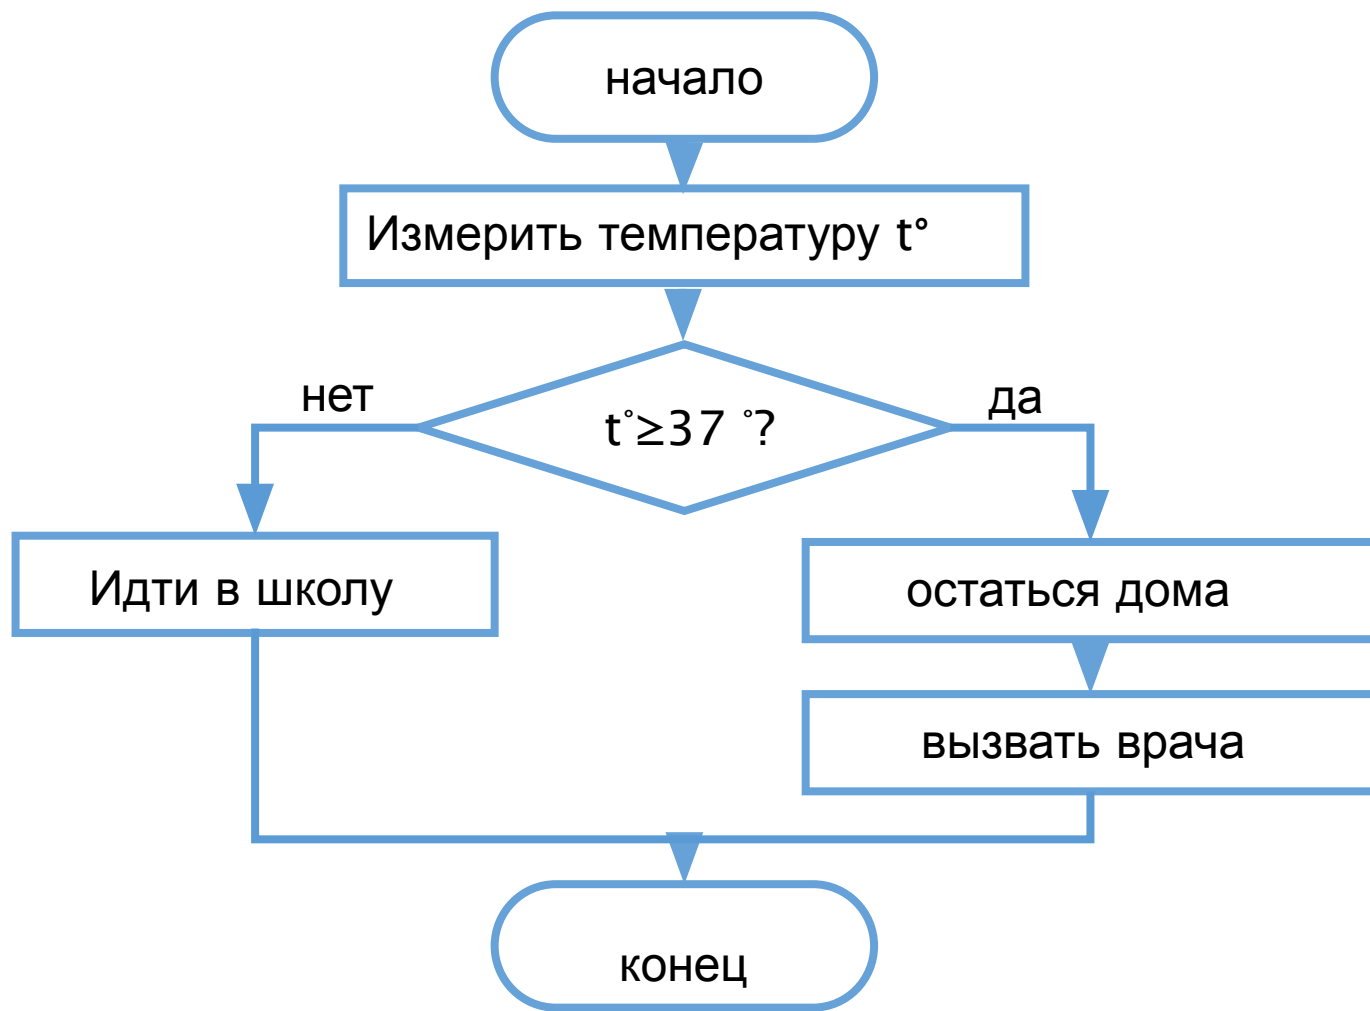 начало
Измерить температуру t°
нет
да
t°≥37 °?
Идти в школу
остаться дома
вызвать врача
конец